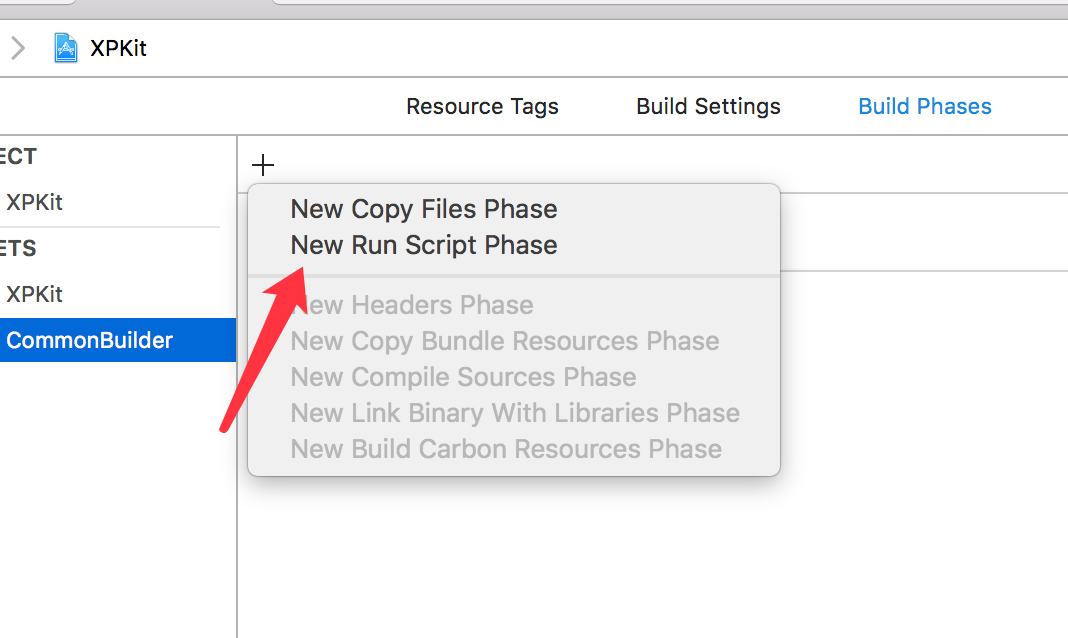 XPKit
Resource Tags Build Settings Build Phases
ECT
XPKit
ETS
XPKit
CommonBuilder
New Copy Files Phase
New Run Script Phase
New Headers Phase
New Copy Bundle Resources Phase
New Compile Sources Phase
New Link Binary With Libraries Phase
New Build Carbon Resources Phase